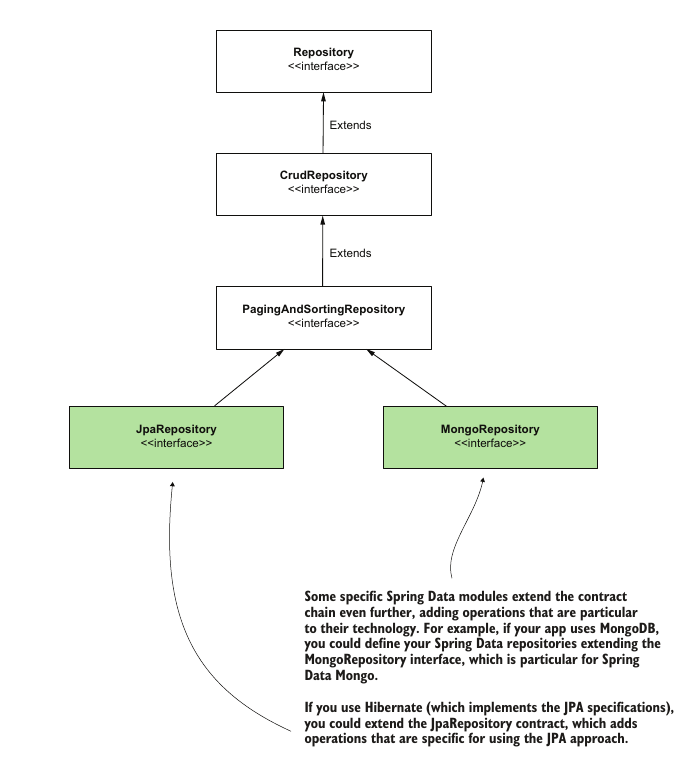 Repository
<<interface>>
Extends
CrudRepository
<<interface>>
Extends
PagingAndSortingRepository
<<interface>>
JpaRepository
<<interface>>
MongoRepository
<<interface>>
Some specific Spring Data modules extend the contract
chain even further, adding operations that are particular
to their technology. For example, if your app uses MongoDB,
you could define your Spring Data repositories extending the
MongoRepository interface, which is particular for Spring
Data Mongo.
If you use Hibernate (which implements the JPA specifications),
you could extend the JpaRepository contract, which adds
operations that are specific for using the JPA approach.